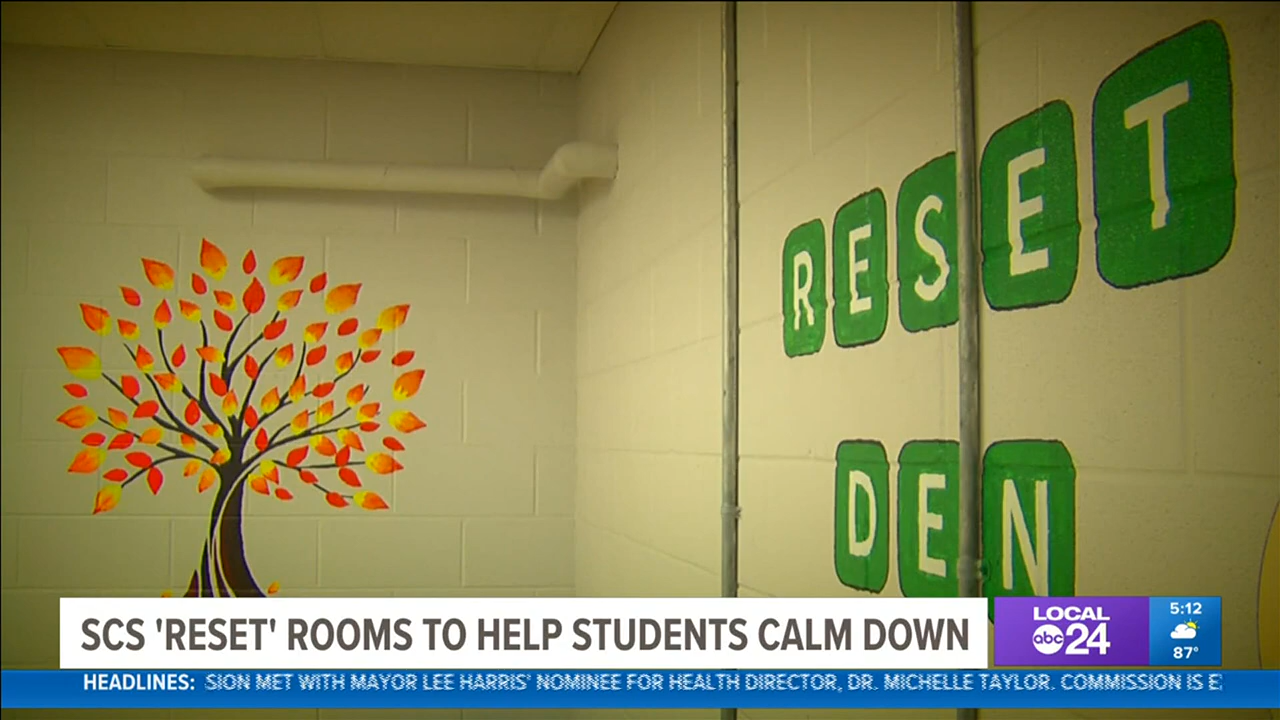 RESET
DEN
SCS 'RESET' ROOMS TO HELP STUDENTS CALM DOWN
LOCAL
abc 24
5:12
87°
HEADLINES: SION MET WITH MAYOR LEE HARRIS' NOMINEE FOR HEALTH DIRECTOR, DR. MICHELLE TAYLOR. COMMISSION IS